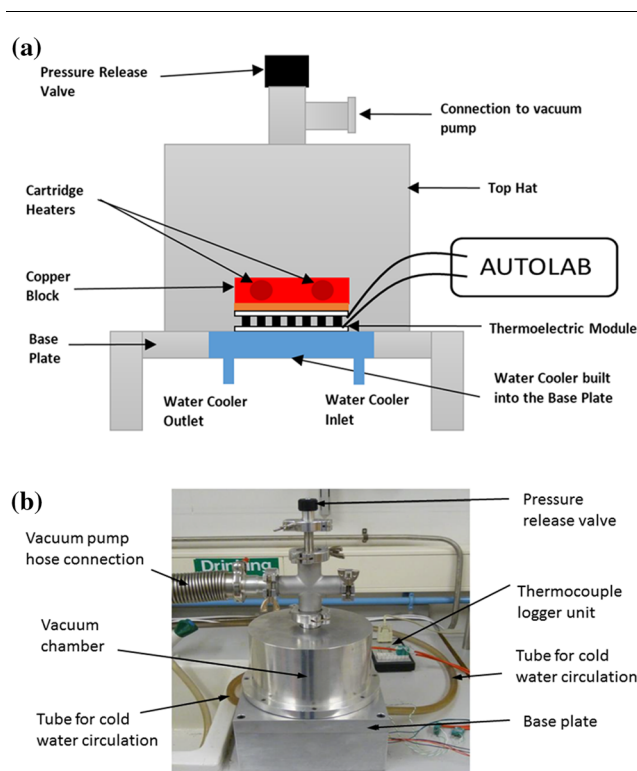 (a)
Pressure Release
Valve
Connection to vacuum
pump
Cartridge
Heaters
Top Hat
Copper
Block
AUTOLAB
Thermoelectric Module
Base
Plate
Water Cooler
Outlet
Water Cooler
Inlet
Water Cooler built
into the Base Plate
(b)
Pressure
release valve
Vacuum pump
hose connection
Drinking
Thermocouple
logger unit
Vacuum
chamber
Tube for cold
water circulation
Tube for cold
water circulation
Base plate